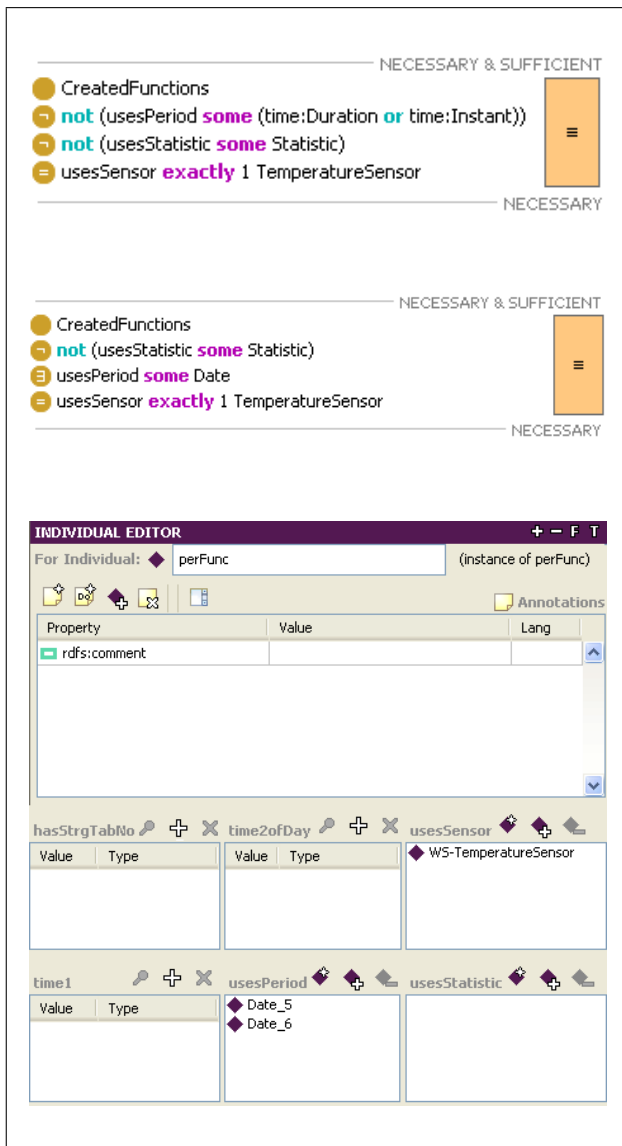 NECESSARY & SUFFICIENT
CreatedFunctions
¬ not (usesPeriod some (time:Duration or time:Instant))
¬ not (usesStatistic some Statistic)
= usesSensor exactly 1 TemperatureSensor
≡
NECESSARY
NECESSARY & SUFFICIENT
CreatedFunctions
¬ not (usesStatistic some Statistic)
∃ usesPeriod some Date
= usesSensor exactly 1 TemperatureSensor
≡
NECESSARY
INDIVIDUAL EDITOR + − F T
For Individual: perFunc (instance of perFunc)
Annotations
Property Value Lang
rdfs:comment
hasStrgTabNo time2ofDay usesSensor
Value Type Value Type WS-TemperatureSensor
time1 usesPeriod usesStatistic
Value Type Date_5
Date_6